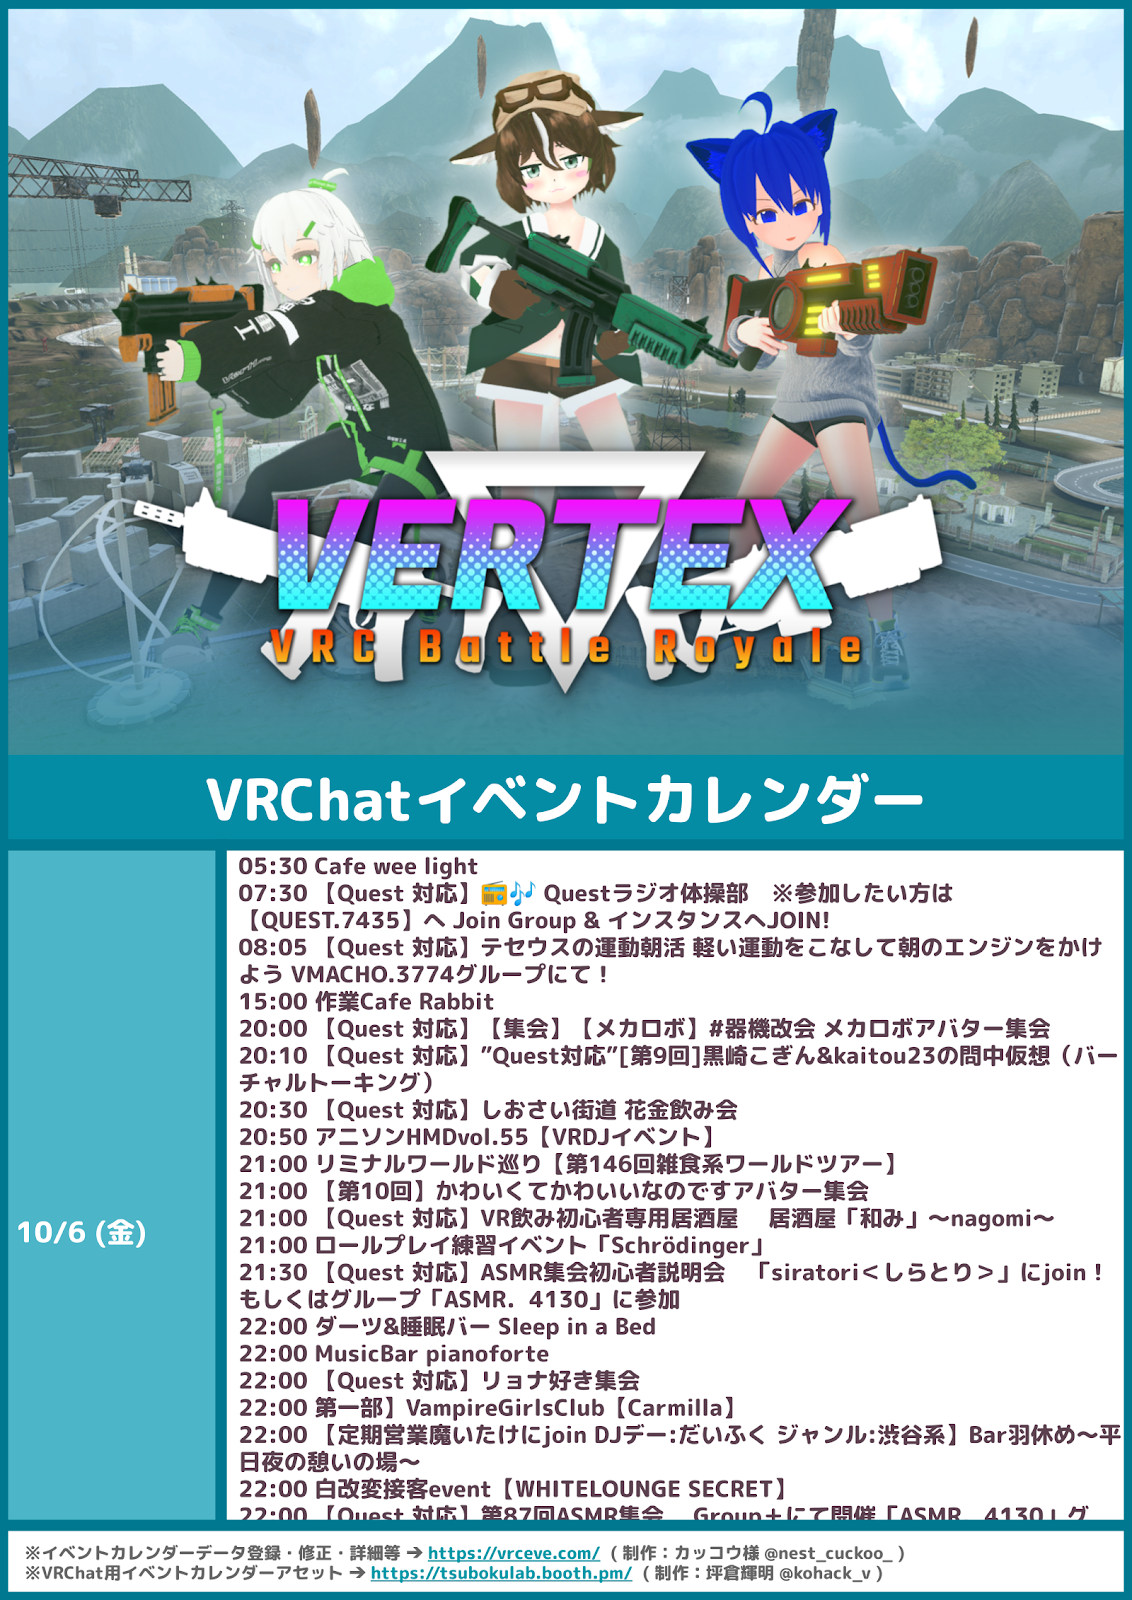 VERTEX
VRC Battle Royale
VRChatイベントカレンダー
10/6 (金)
05:30 Cafe wee light
07:30 【Quest 対応】📻🎶 Questラジオ体操部　※参加したい方は
【QUEST.7435】へ Join Group & インスタンスへJOIN!
08:05 【Quest 対応】テセウスの運動朝活 軽い運動をこなして朝のエンジンをかけ
よう VMACHO.3774グループにて！
15:00 作業Cafe Rabbit
20:00 【Quest 対応】【集会】【メカロボ】#器機改会 メカロボアバター集会
20:10 【Quest 対応】”Quest対応”[第9回]黒崎こぎん&kaitou23の問中仮想（バー
チャルトーキング）
20:30 【Quest 対応】しおさい街道 花金飲み会
20:50 アニソンHMDvol.55【VRDJイベント】
21:00 リミナルワールド巡り【第146回雑食系ワールドツアー】
21:00 【第10回】かわいくてかわいいなのですアバター集会
21:00 【Quest 対応】VR飲み初心者専用居酒屋　居酒屋「和み」～nagomi～
21:00 ロールプレイ練習イベント「Schrödinger」
21:30 【Quest 対応】ASMR集会初心者説明会　「siratori＜しらとり＞」にjoin！
もしくはグループ「ASMR．4130」に参加
22:00 ダーツ&睡眠バー Sleep in a Bed
22:00 MusicBar pianoforte
22:00 【Quest 対応】リョナ好き集会
22:00 第一部】VampireGirlsClub【Carmilla】
22:00 【定期営業魔いたけにjoin DJデー:だいふく ジャンル:渋谷系】Bar羽休め～平
日夜の憩いの場～
22:00 白改変接客event【WHITELOUNGE SECRET】
22:00 【Quest 対応】第87回ASMR集会　Group＋にて開催「ASMR．4130」グ
※イベントカレンダーデータ登録・修正・詳細等 ➔ https://vrceve.com/ （ 制作：カッコウ様 @nest_cuckoo_ ）
※VRChat用イベントカレンダーアセット ➔ https://tsubokulab.booth.pm/ （ 制作：坪倉輝明 @kohack_v ）